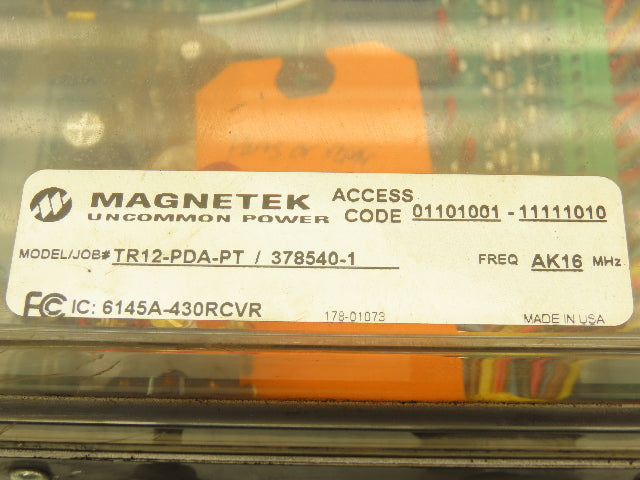 MAGNETEK
UNCOMMON POWER
ACCESS
CODE 01101001 - 11111010
MODEL/JOB# TR12-PDA-PT / 378540-1 FREQ AK16 MHz
FCC IC: 6145A-430RCVR
178-01073
MADE IN USA